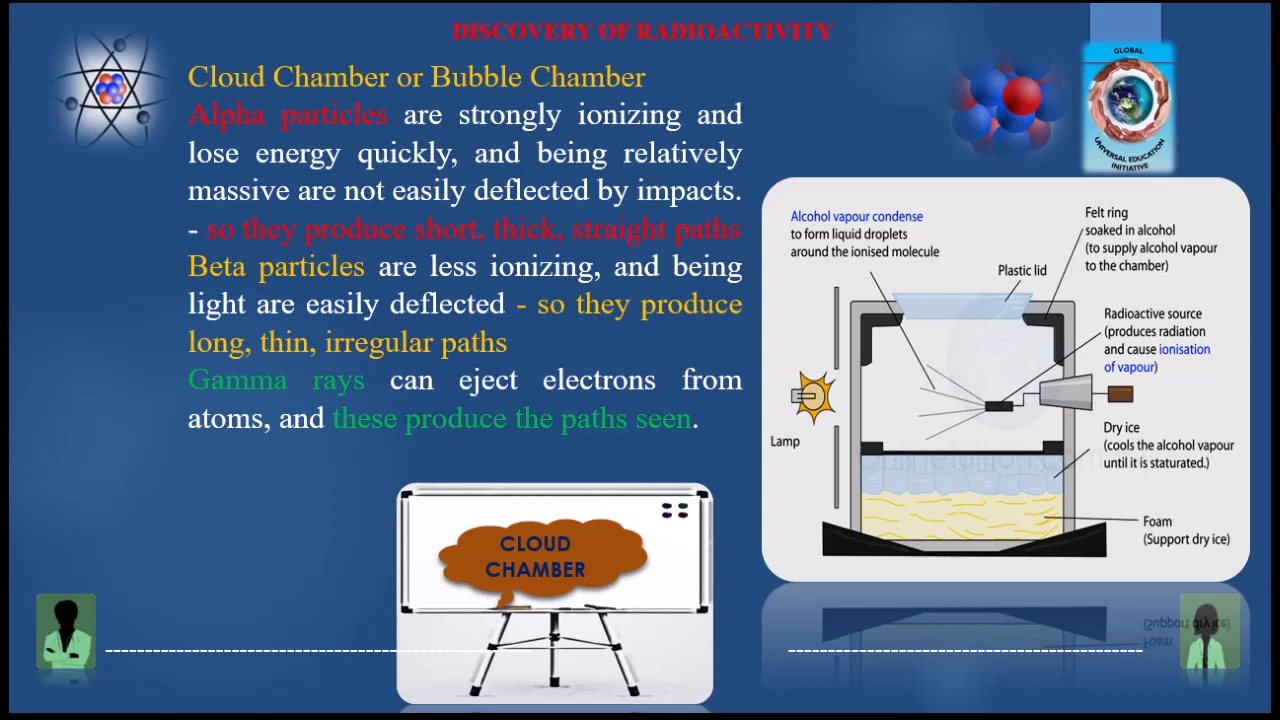 DISCOVERY OF RADIOACTIVITY
GLOBAL
UNIVERSAL EDUCATION
INITIATIVE
Cloud Chamber or Bubble Chamber
Alpha particles are strongly ionizing and
lose energy quickly, and being relatively
massive are not easily deflected by impacts.
- so they produce short, thick, straight paths
Beta particles are less ionizing, and being
light are easily deflected - so they produce
long, thin, irregular paths
Gamma rays can eject electrons from
atoms, and these produce the paths seen.
Alcohol vapour condense
to form liquid droplets
around the ionised molecule
Plastic lid
Felt ring
soaked in alcohol
(to supply alcohol vapour
to the chamber)
Radioactive source
(produces radiation
and cause ionisation
of vapour)
Lamp
Dry ice
(cools the alcohol vapour
until it is staturated.)
Foam
(Support dry ice)
CLOUD
CHAMBER
(Support dry ice)
Foam